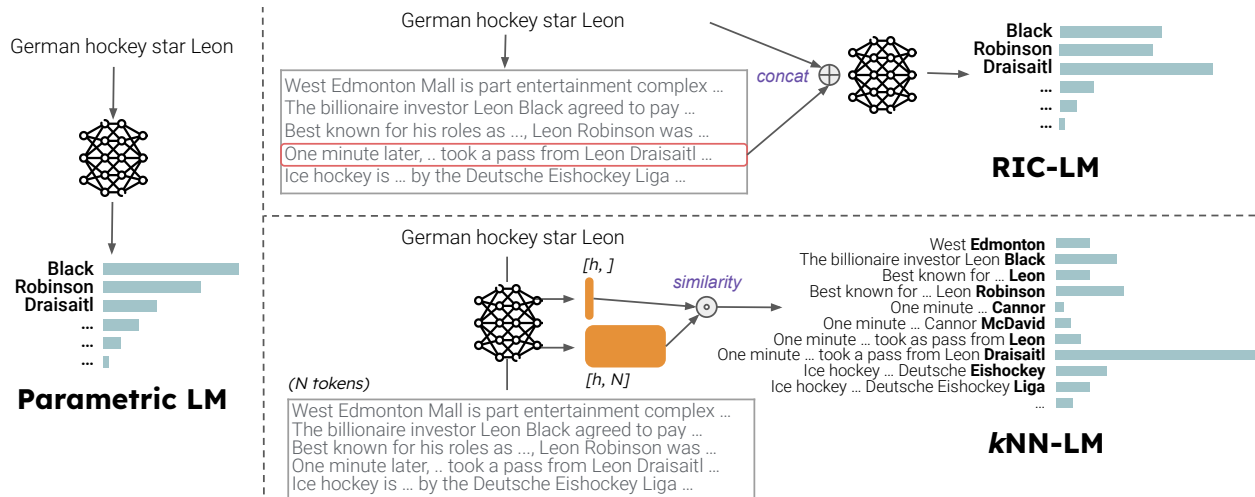 German hockey star Leon
Black
Robinson
Draisaitl
...
...
...
Parametric LM
German hockey star Leon
West Edmonton Mall is part entertainment complex ...
The billionaire investor Leon Black agreed to pay ...
Best known for his roles as ..., Leon Robinson was ...
One minute later, .. took a pass from Leon Draisaitl ...
Ice hockey is ... by the Deutsche Eishockey Liga ...
concat
Black
Robinson
Draisaitl
...
...
...
RIC-LM
German hockey star Leon
[h, ]
similarity
[h, N]
(N tokens)
West Edmonton Mall is part entertainment complex ...
The billionaire investor Leon Black agreed to pay ...
Best known for his roles as ..., Leon Robinson was ...
One minute later, .. took a pass from Leon Draisaitl ...
Ice hockey is ... by the Deutsche Eishockey Liga ...
West Edmonton
The billionaire investor Leon Black
Best known for ... Leon
Best known for ... Leon Robinson
One minute ... Cannor
One minute ... Cannor McDavid
One minute ... took as pass from Leon
One minute ... took a pass from Leon Draisaitl
Ice hockey ... Deutsche Eishockey
Ice hockey ... Deutsche Eishockey Liga
...
kNN-LM